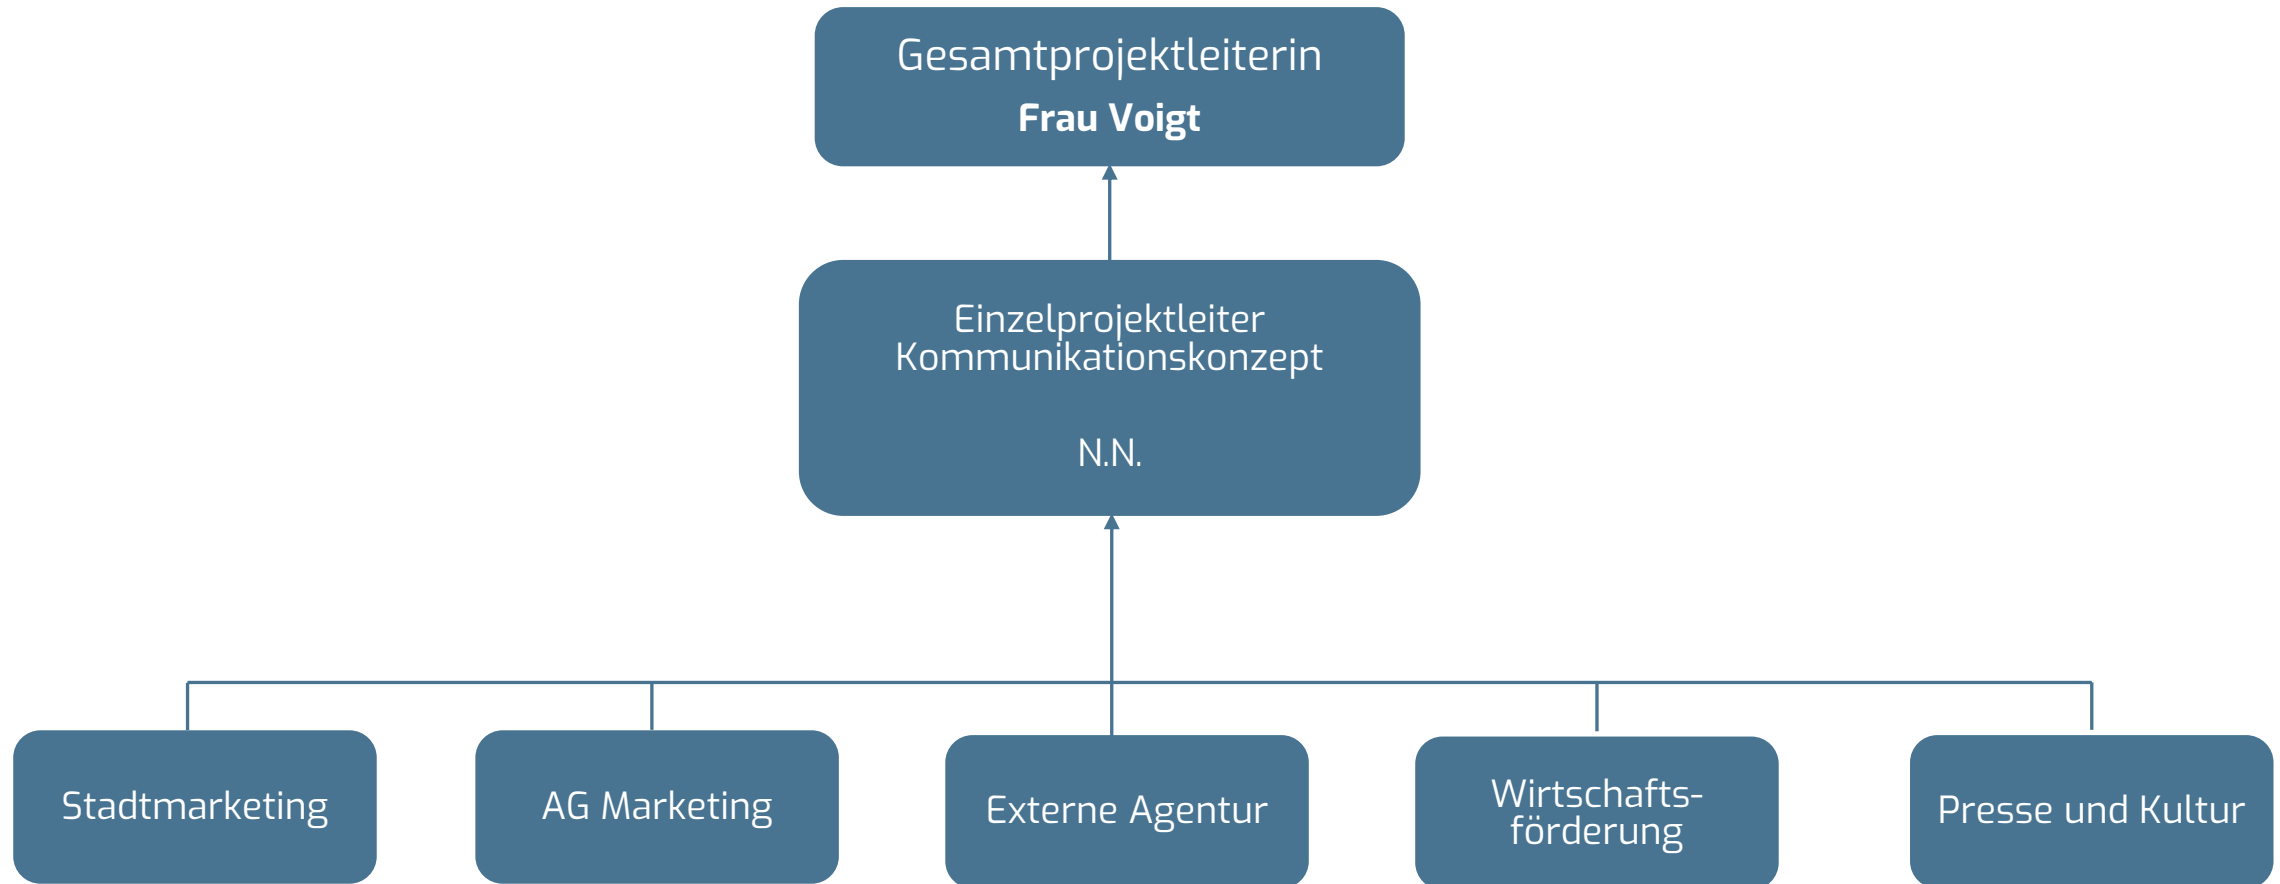 Gesamtprojektleiterin
Frau Voigt
Einzelprojektleiter
Kommunikationskonzept
N.N.
Stadtmarketing
AG Marketing
Externe Agentur
Wirtschafts-
förderung
Presse und Kultur